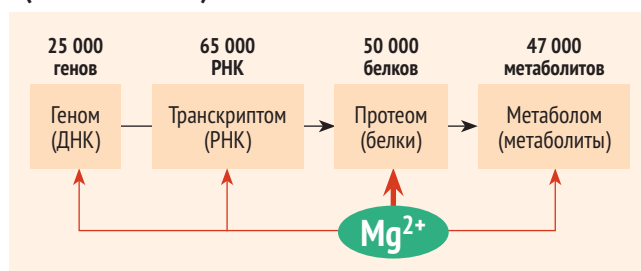 25 000
генов
65 000
РНК
50 000
белков
47 000
метаболитов
Геном
(ДНК)
Транскриптом
(РНК)
Протеом
(белки)
Метаболом
(метаболиты)
Mg²⁺